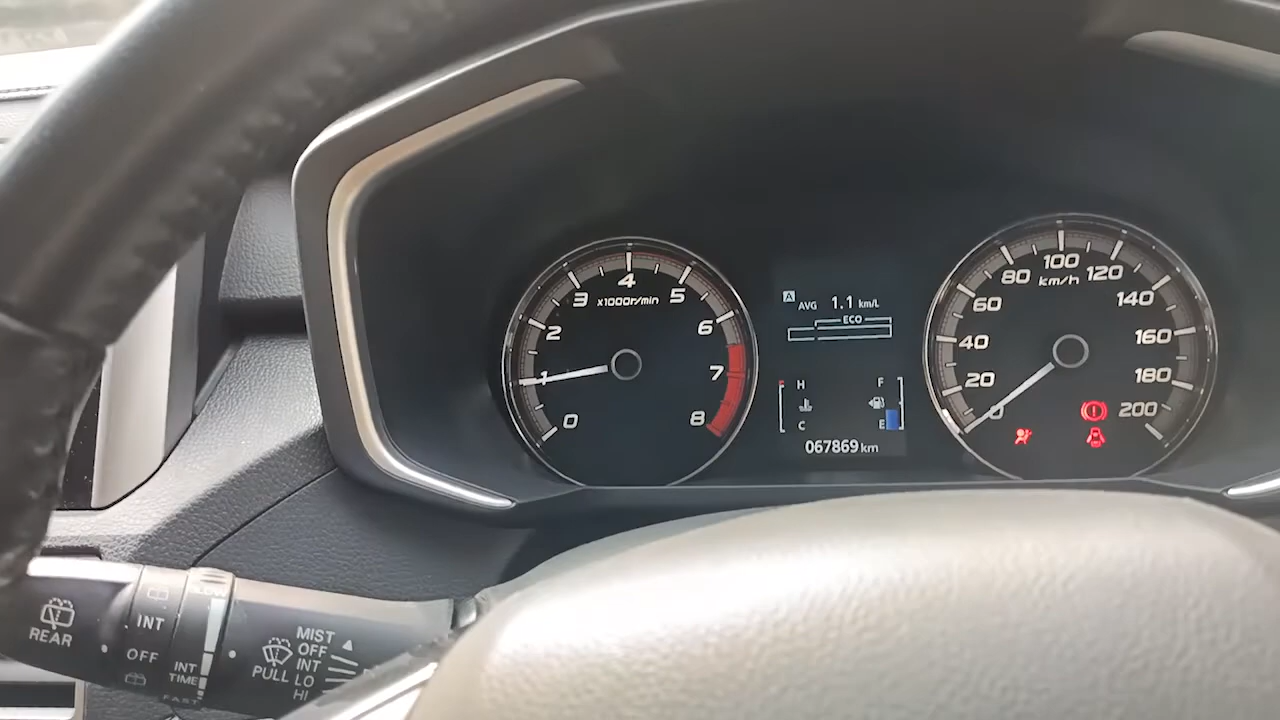 0 1 2 3 4 5 6 7 8
x1000r/min
A AVG 1.1 km/L
ECO
H F
C E
067869 km
0 20 40 60 80 100 120 140 160 180 200
km/h
REAR
INT
OFF
SLOW
INT
TIME
FAST
PULL
MIST
OFF
INT
LO
HI